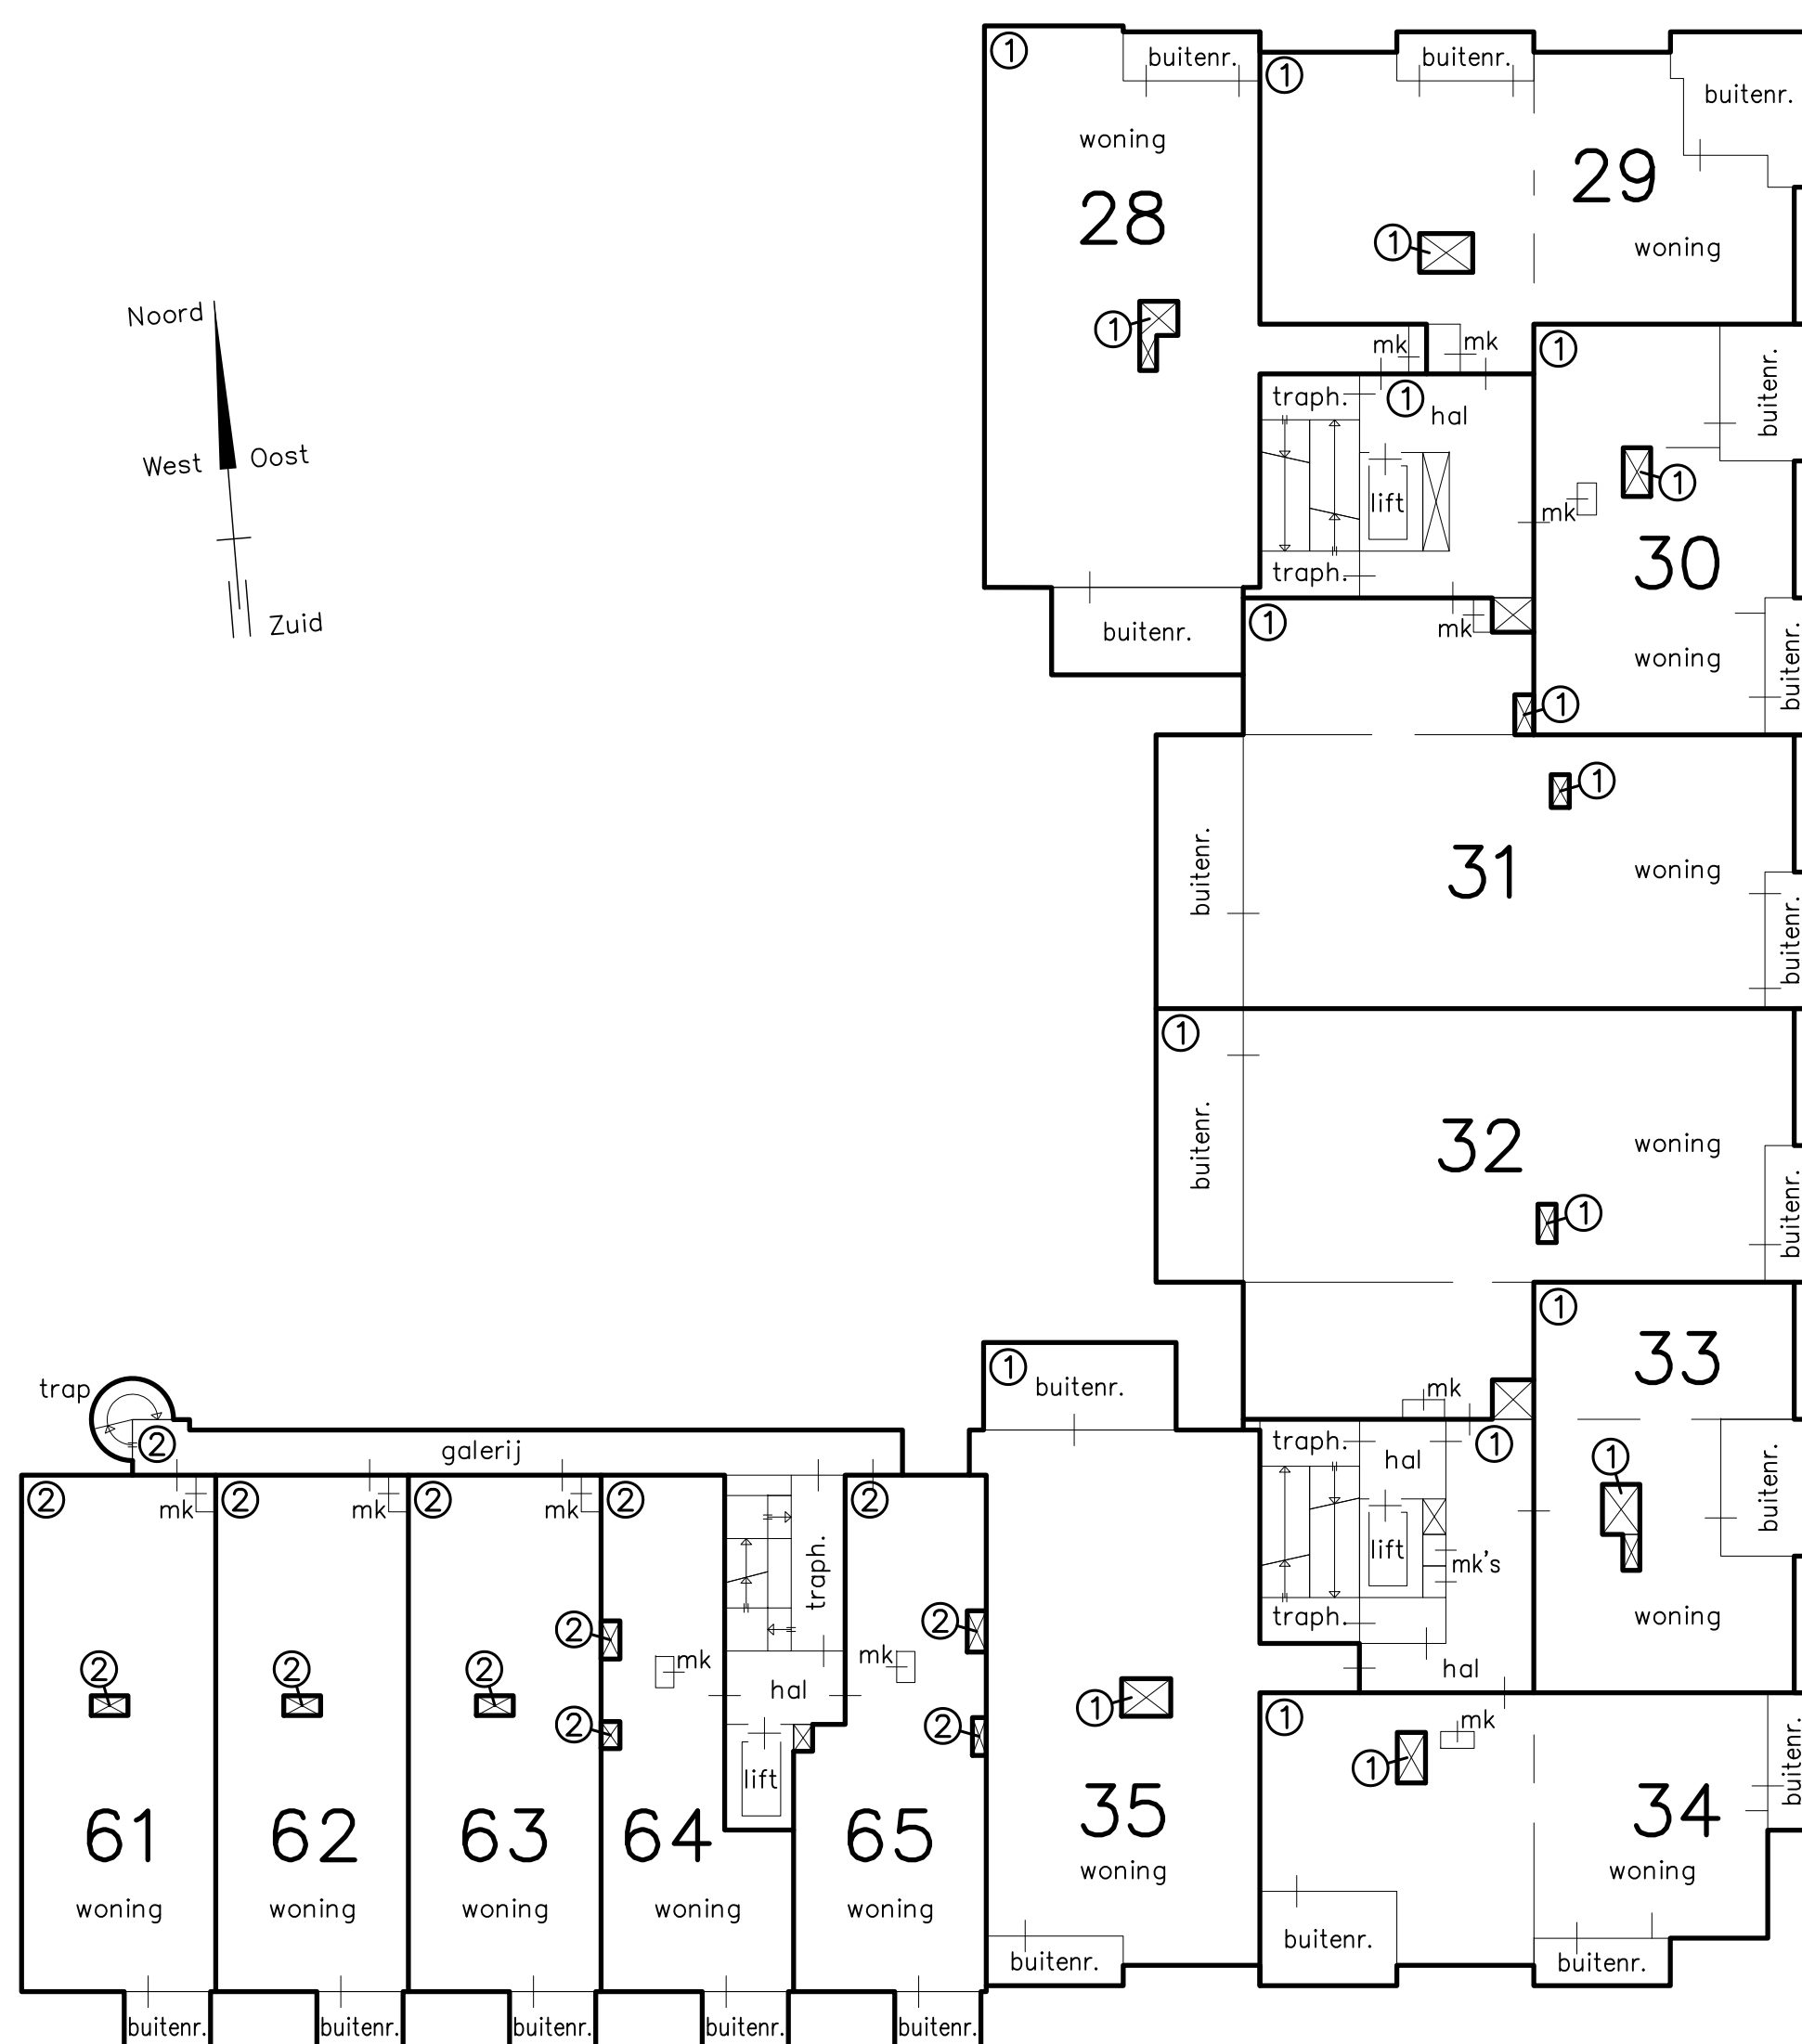 ① buitenr. ① buitenr. buitenr.
woning
28
29
woning
①
①
Noord
West Oost
Zuid
mk mk ①
traph. ① hal
lift
traph.
buitenr.
①
mk
30
woning
buitenr.
buitenr.
① mk
①
①
buitenr.
31
woning
buitenr.
①
buitenr.
32
woning
buitenr.
①
①
33
① buitenr.
mk
trap
②
galerij
traph. hal ①
①
buitenr.
lift
mk's
traph.
hal
woning
② mk ② mk ② mk ② ②
traph.
② ②
② ② ② mk mk
hal
② ②
lift
①
① mk
①
buitenr.
61 62 63 64 65 35 34
woning woning
woning woning woning woning woning
buitenr. buitenr. buitenr.
buitenr. buitenr. buitenr. buitenr. buitenr.